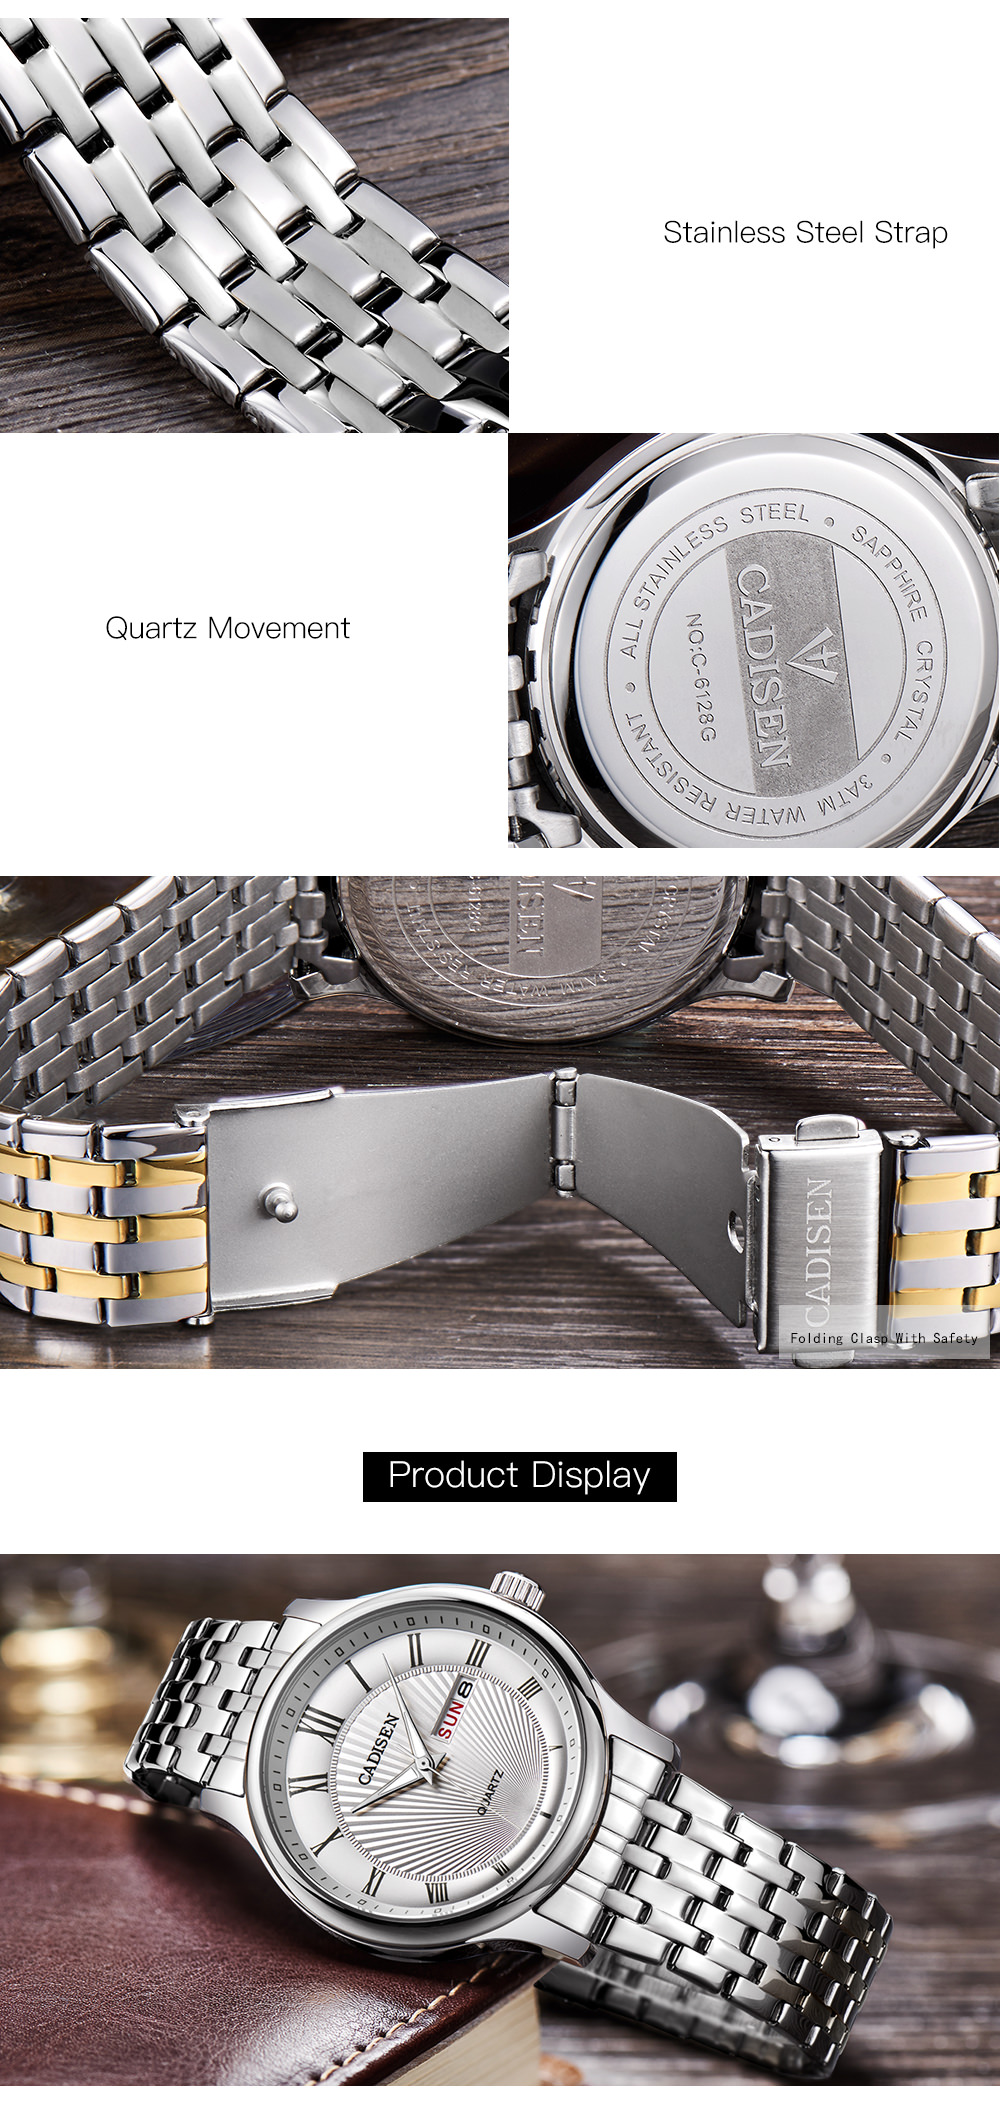 Stainless Steel Strap
ALL STAINLESS STEEL • SAPPHIRE CRYSTAL • 3ATM WATER RESISTANT •
CADISEN
NO:C-6128G
Quartz Movement
CADISEN
Folding Clasp With Safety
Product Display
CADISEN
SUN 8
QUARTZ